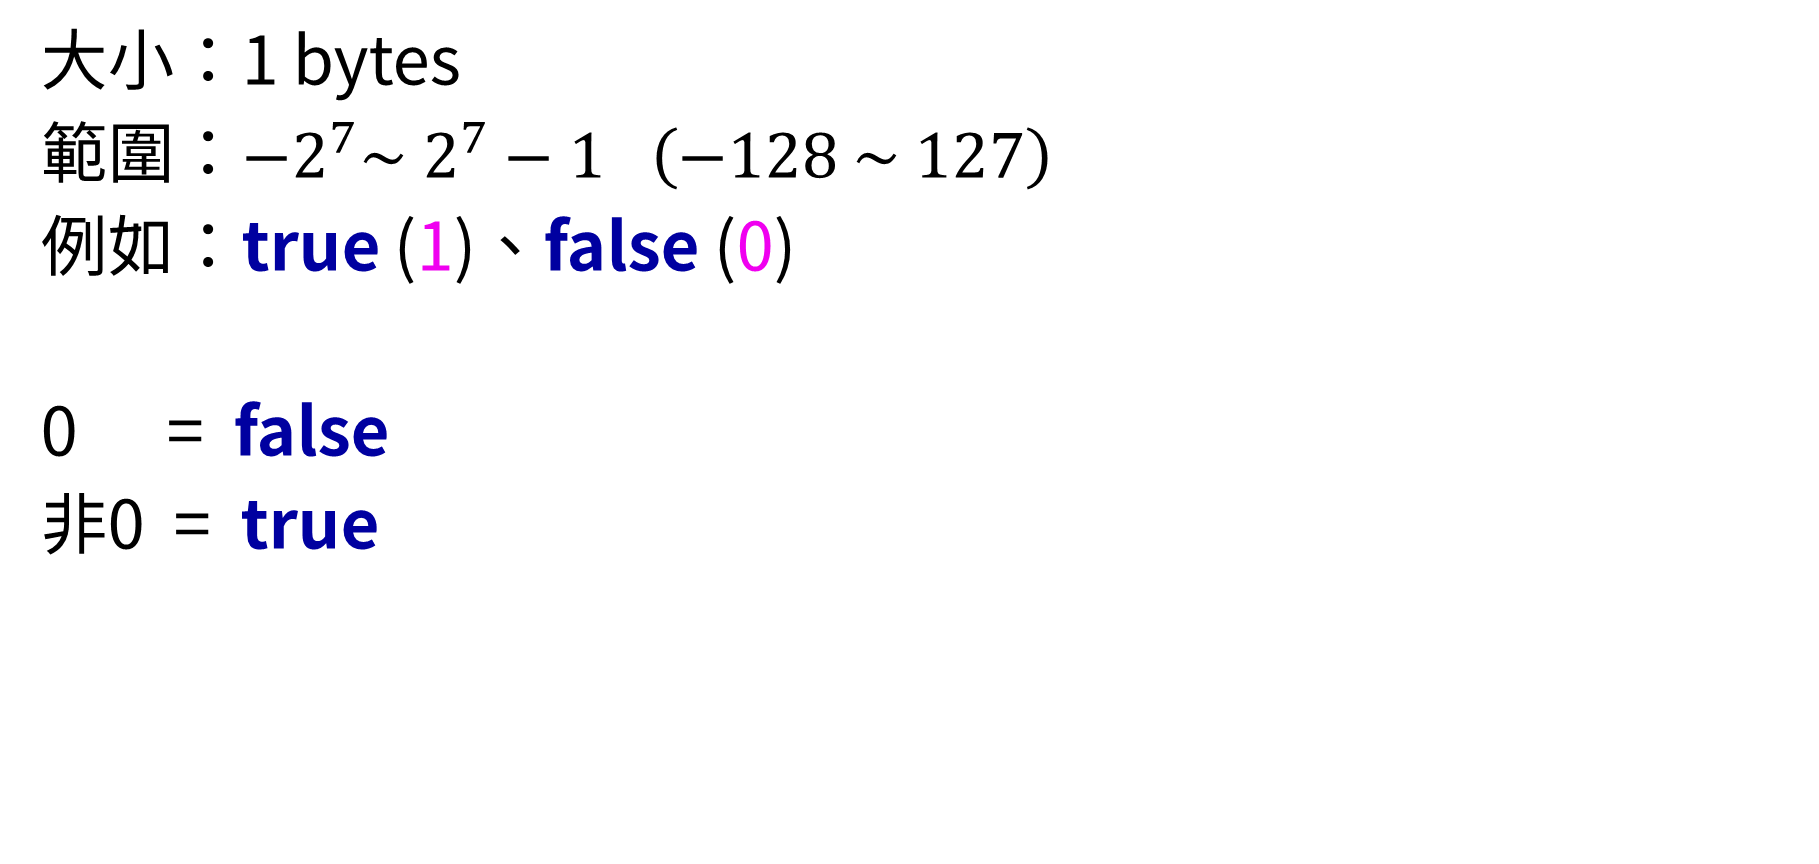 大小：1 bytes
範圍：−2⁷~ 2⁷ − 1 (−128 ~ 127)
例如：true (1)、false (0)
0 = false
非0 = true